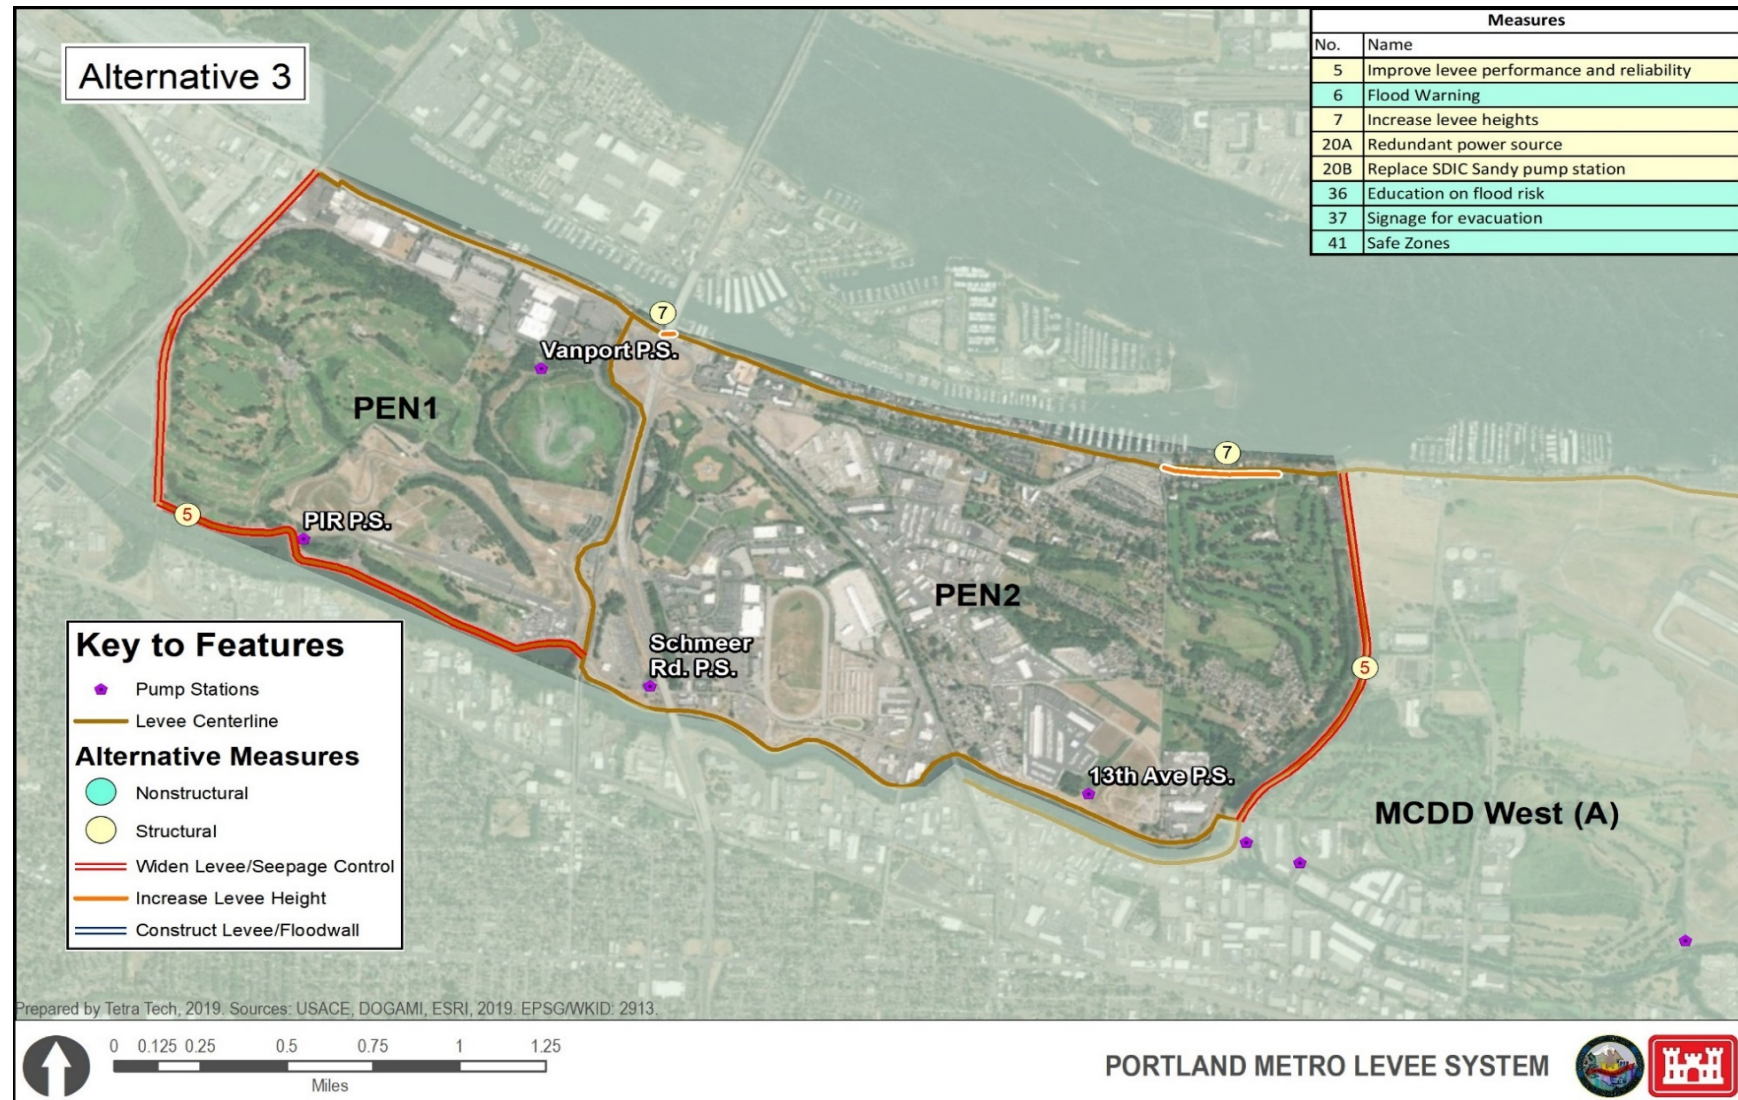 Alternative 3
Measures
No. Name
5 Improve levee performance and reliability
6 Flood Warning
7 Increase levee heights
20A Redundant power source
20B Replace SDIC Sandy pump station
36 Education on flood risk
37 Signage for evacuation
41 Safe Zones
7
Vanport P.S.
PEN1
7
5
PIR P.S.
PEN2
Schmeer
Rd. P.S.
5
13th Ave P.S.
MCDD West (A)
Key to Features
Pump Stations
Levee Centerline
Alternative Measures
Nonstructural
Structural
Widen Levee/Seepage Control
Increase Levee Height
Construct Levee/Floodwall
Prepared by Tetra Tech, 2019. Sources: USACE, DOGAMI, ESRI, 2019. EPSG/WKID: 2913.
0 0.125 0.25 0.5 0.75 1 1.25
Miles
PORTLAND METRO LEVEE SYSTEM